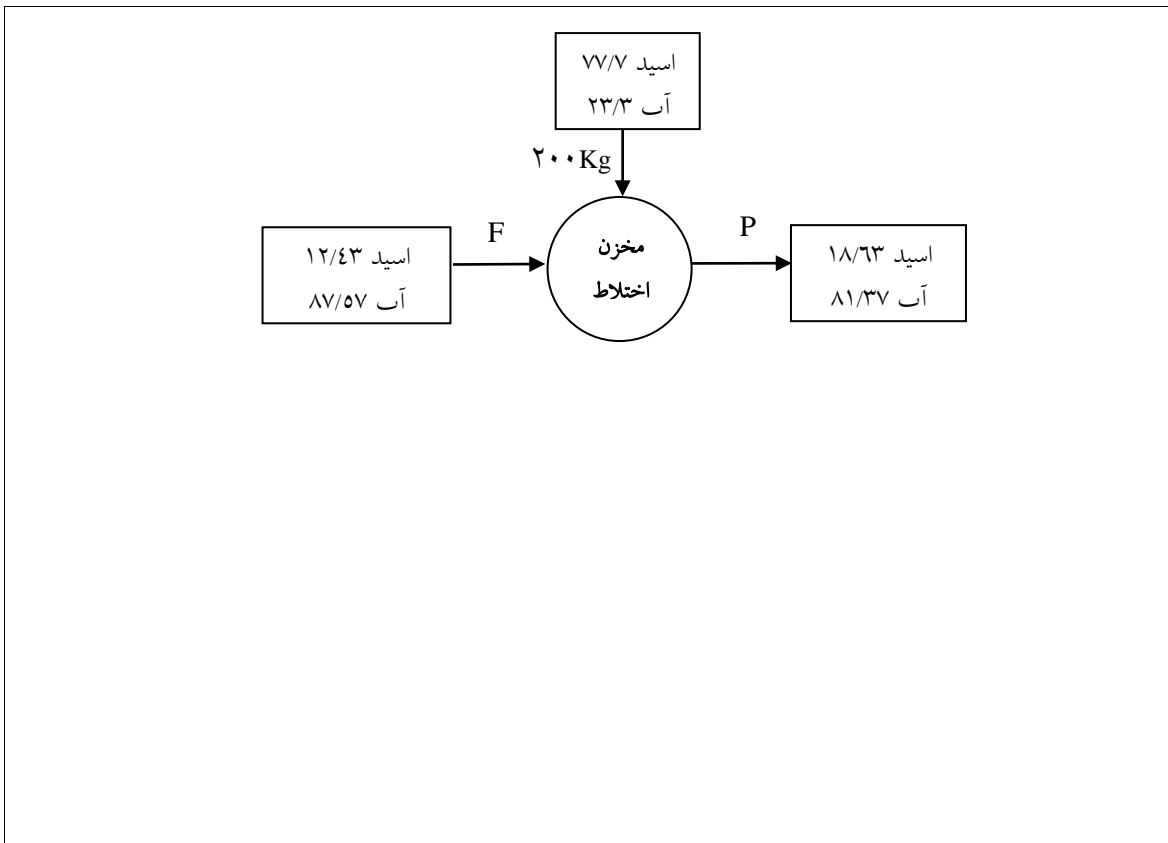 اسید ۷۷/۷
آب ۲۳/۳
۲۰۰Kg
F
P
اسید ۱۲/٤۳
آب ۸۷/٥۷
مخزن
اختلاط
اسید ۱۸/٦۳
آب ۸۱/۳۷